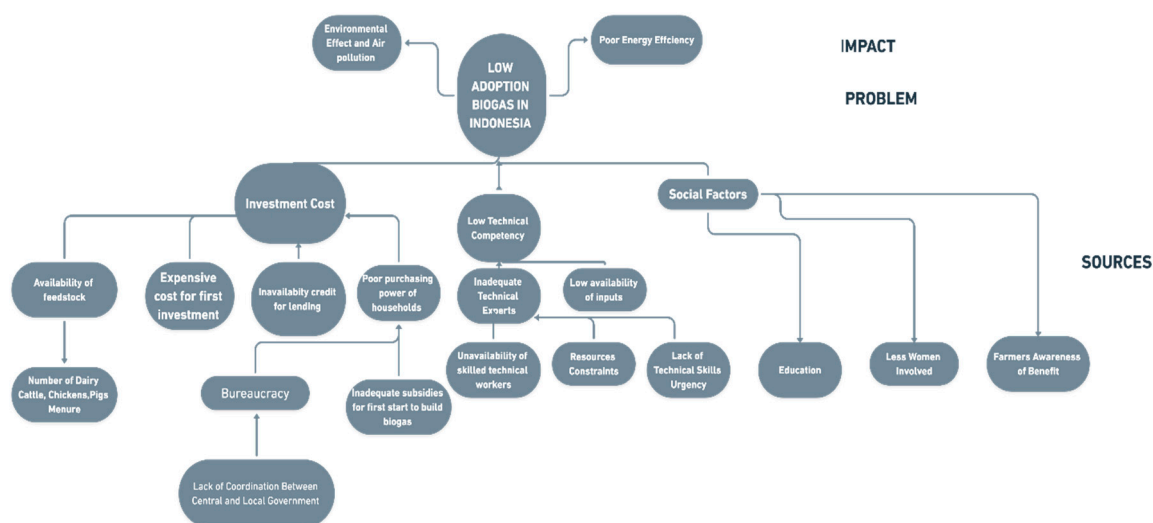 Environmental
Effect and Air
pollution
Poor Energy Effciency
IMPACT
LOW
ADOPTION
BIOGAS IN
INDONESIA
PROBLEM
Investment Cost
Low Technical
Competency
Social Factors
SOURCES
Availability of
feedstock
Expensive
cost for first
investment
Inavailabity credit
for lending
Poor purchasing
power of
households
Inadequate
Technical
Experts
Low availability
of inputs
Number of Dairy
Cattle, Chickens,Pigs
Menure
Bureaucracy
Inadequate subsidies
for first start to build
biogas
Unavailability of
skilled technical
workers
Resources
Constraints
Lack of
Technical Skills
Urgency
Education
Less Women
Involved
Farmers Awareness
of Benefit
Lack of Coordination Between
Central and Local Government